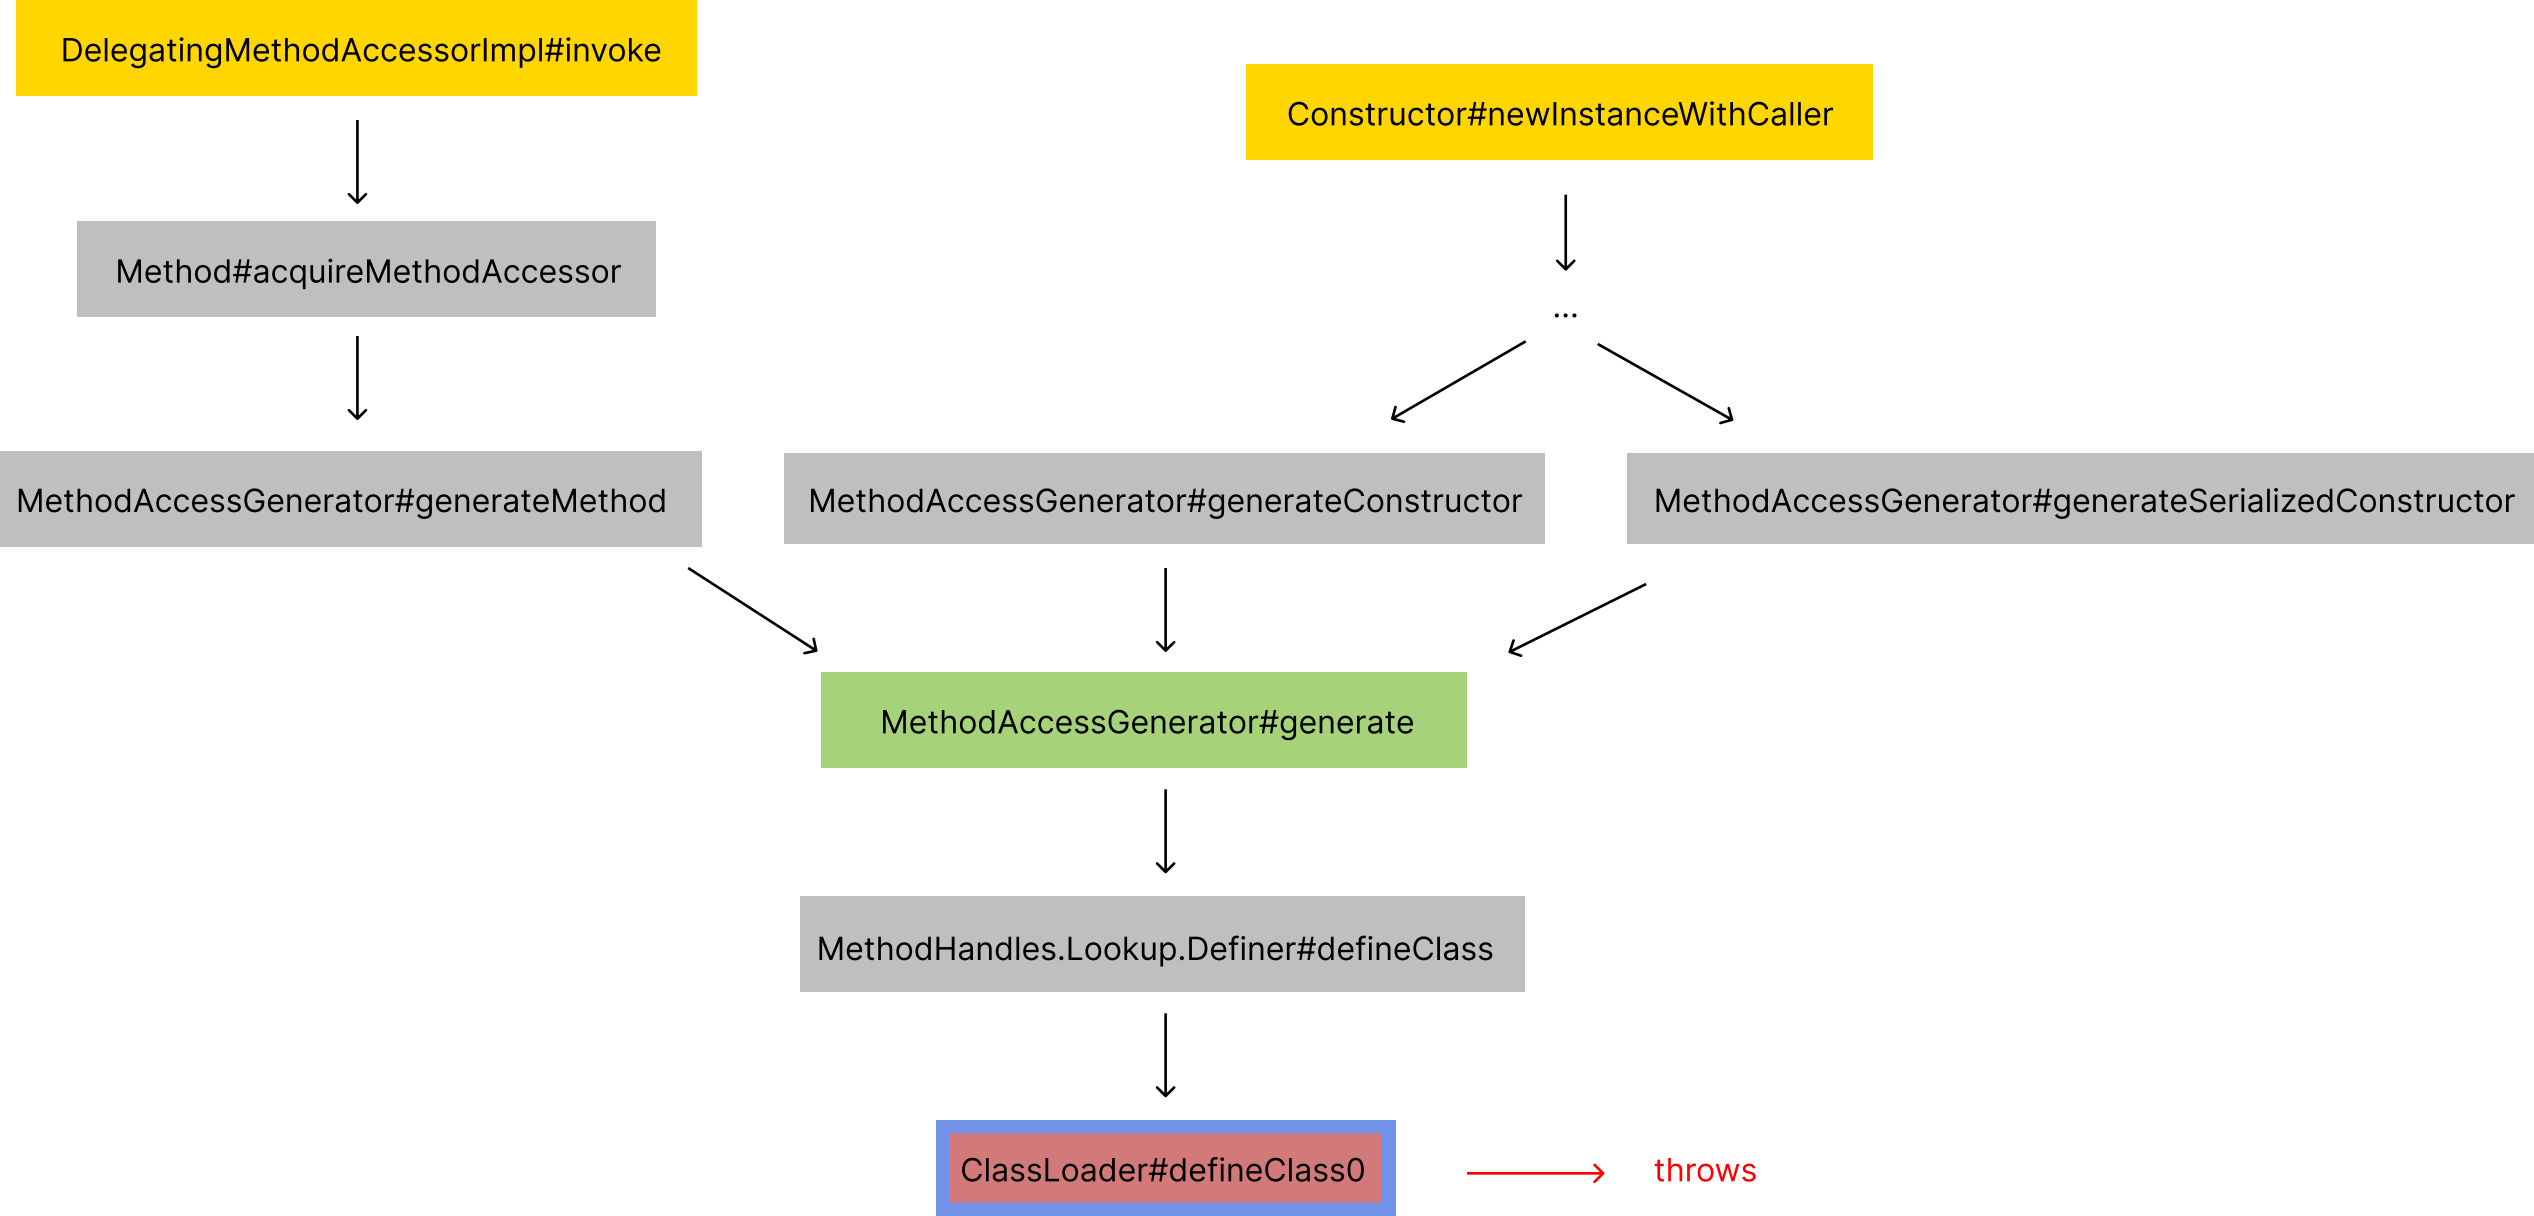 DelegatingMethodAccessorImpl#invoke
Constructor#newInstanceWithCaller
Method#acquireMethodAccessor
...
MethodAccessGenerator#generateMethod
MethodAccessGenerator#generateConstructor
MethodAccessGenerator#generateSerializedConstructor
MethodAccessGenerator#generate
MethodHandles.Lookup.Definer#defineClass
ClassLoader#defineClass0
throws